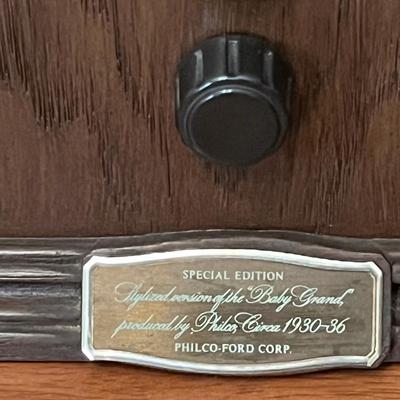 SPECIAL EDITION
Stylized version of the "Baby Grand,"
produced by Philco, Circa 1930-36
PHILCO-FORD CORP.